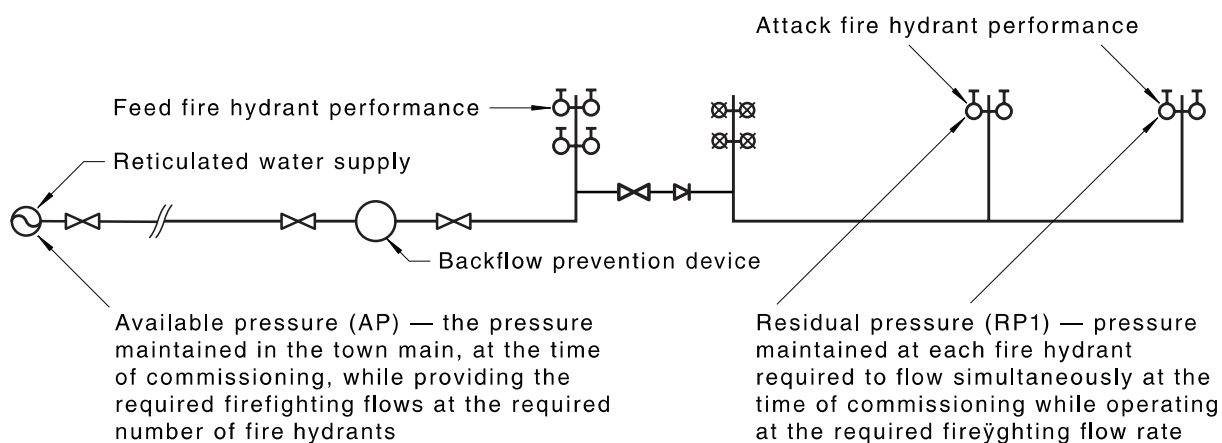 Attack fire hydrant performance
Feed fire hydrant performance
Reticulated water supply
Backflow prevention device
Available pressure (AP) — the pressure
maintained in the town main, at the time
of commissioning, while providing the
required firefighting flows at the required
number of fire hydrants
Residual pressure (RP1) — pressure
maintained at each fire hydrant
required to flow simultaneously at the
time of commissioning while operating
at the required fireÿghting flow rate